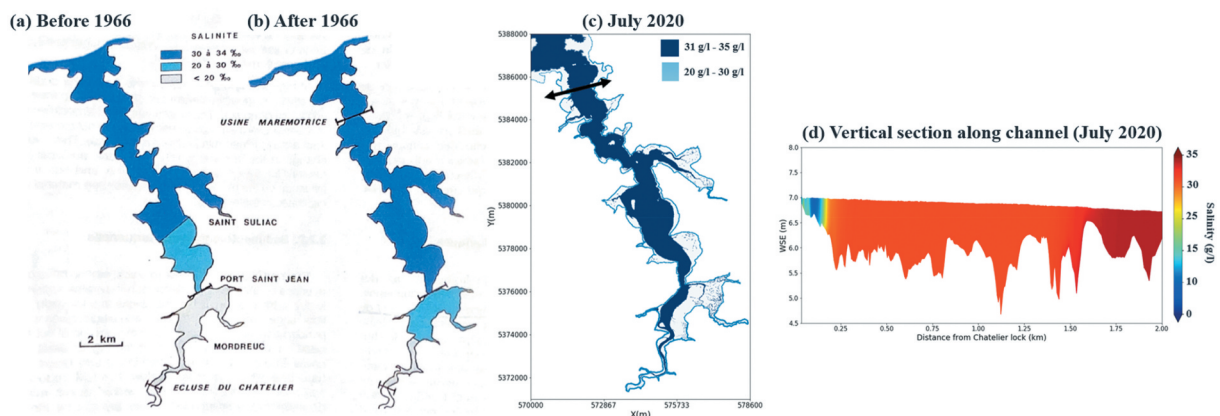 (a) Before 1966
(b) After 1966
(c) July 2020
SALINITE
30 à 34 ‰
20 à 30 ‰
< 20 ‰
USINE MAREMOTRICE
SAINT SULIAC
PORT SAINT JEAN
2 km
MORDREUC
ECLUSE DU CHATELIER
31 g/l - 35 g/l
20 g/l - 30 g/l
5388000
5386000
5384000
5382000
5380000
5378000
5376000
5374000
5372000
Y(m)
570000 572867 575733 578600
X(m)
(d) Vertical section along channel (July 2020)
8.0
7.5
7.0
6.5
6.0
5.5
5.0
4.5
WSE (m)
0.25 0.50 0.75 1.00 1.25 1.50 1.75 2.00
Distance from Chatelier lock (km)
35
30
25
20
15
10
5
0
Salinity (g/l)